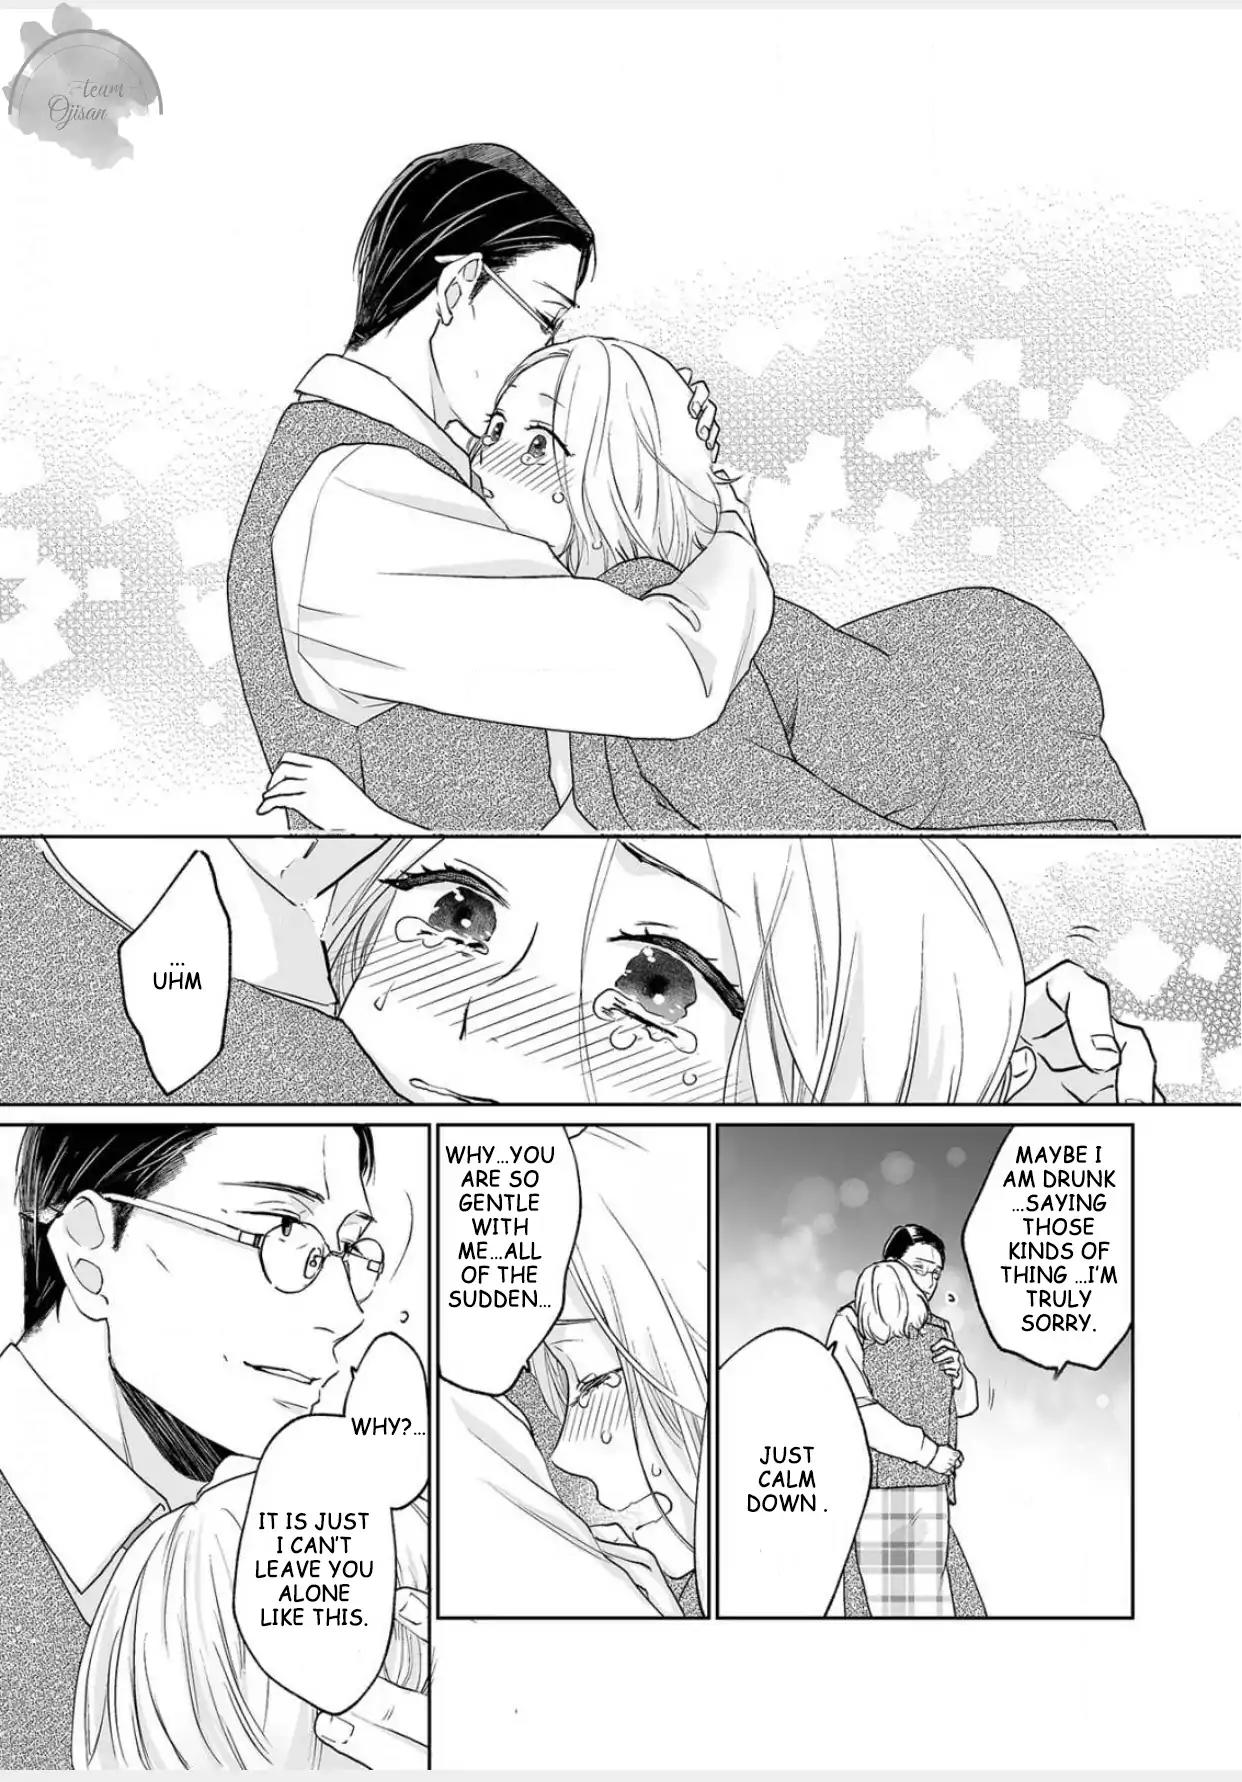 team
Ojisan
...
UHM
MAYBE I
AM DRUNK
...SAYING
THOSE
KINDS OF
THING ...I'M
TRULY
SORRY.
JUST
CALM
DOWN .
WHY...YOU
ARE SO
GENTLE
WITH
ME...ALL
OF THE
SUDDEN...
WHY?...
IT IS JUST
I CAN'T
LEAVE YOU
ALONE
LIKE THIS.